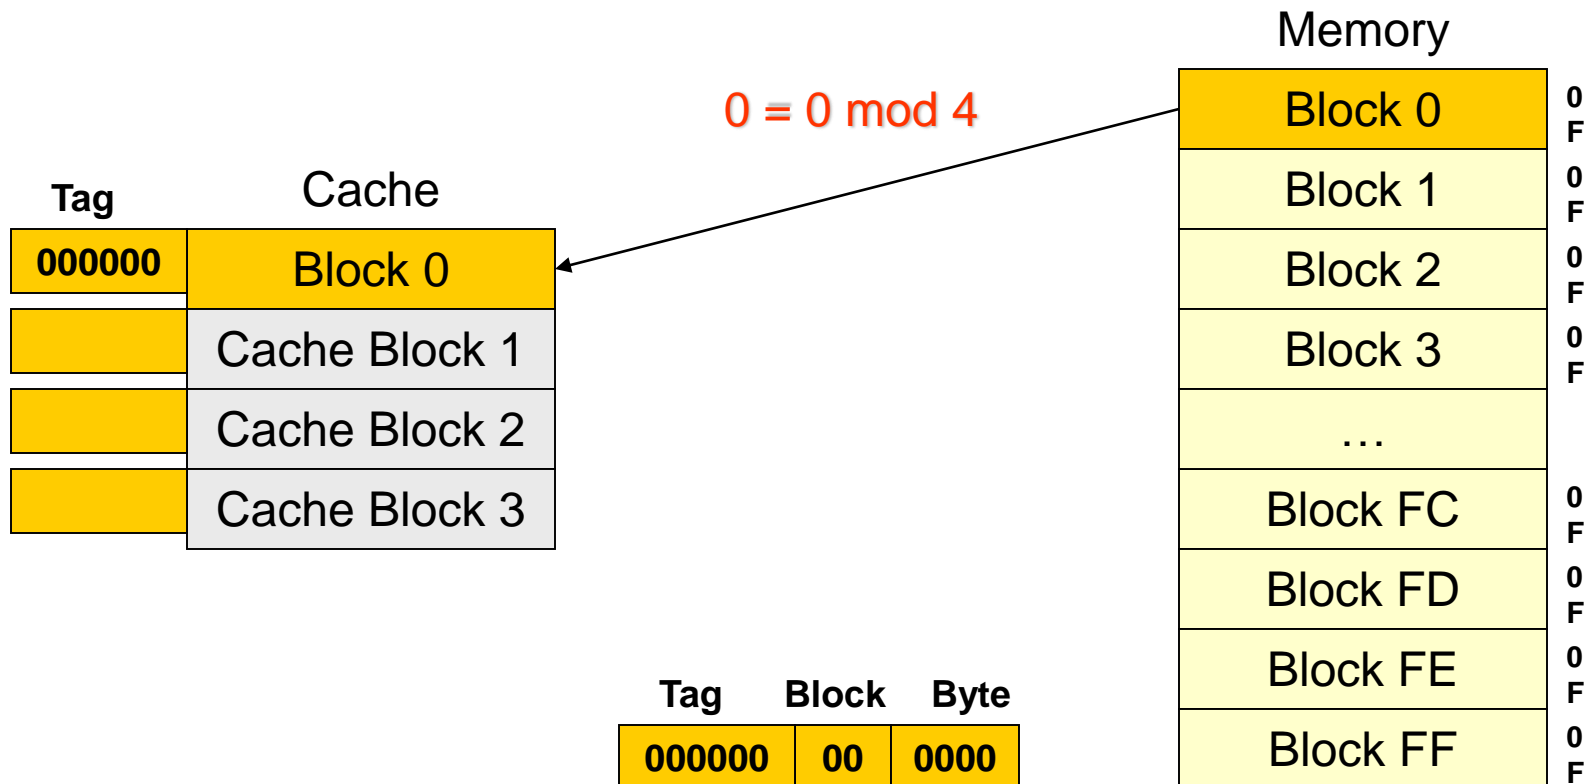 Memory
0 = 0 mod 4
Block 0
0
F
Block 1
0
F
Tag
Cache
000000
Block 0
Block 2
0
F
Cache Block 1
Block 3
0
F
Cache Block 2
…
Cache Block 3
Block FC
0
F
Block FD
0
F
Block FE
0
F
Tag Block Byte
000000 00 0000
Block FF
0
F